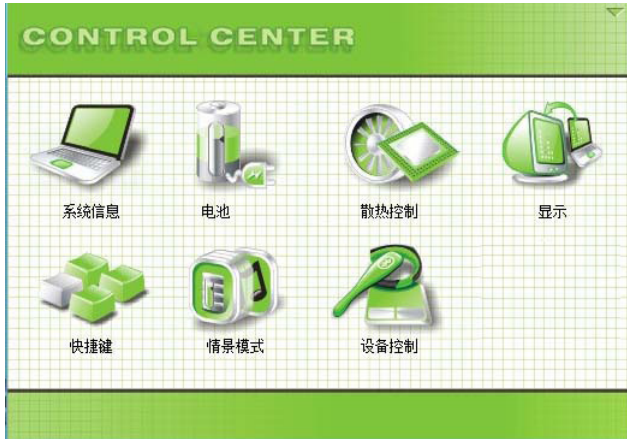 CONTROL CENTER
系统信息
电池
散热控制
显示
快捷键
情景模式
设备控制